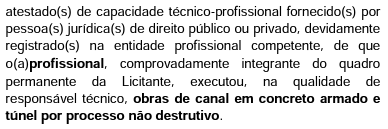 atestado(s) de capacidade técnico-profissional fornecido(s) por
pessoa(s) jurídica(s) de direito público ou privado, devidamente
registrado(s) na entidade profissional competente, de que
o(a)profissional, comprovadamente integrante do quadro
permanente da Licitante, executou, na qualidade de
responsável técnico, obras de canal em concreto armado e
túnel por processo não destrutivo.